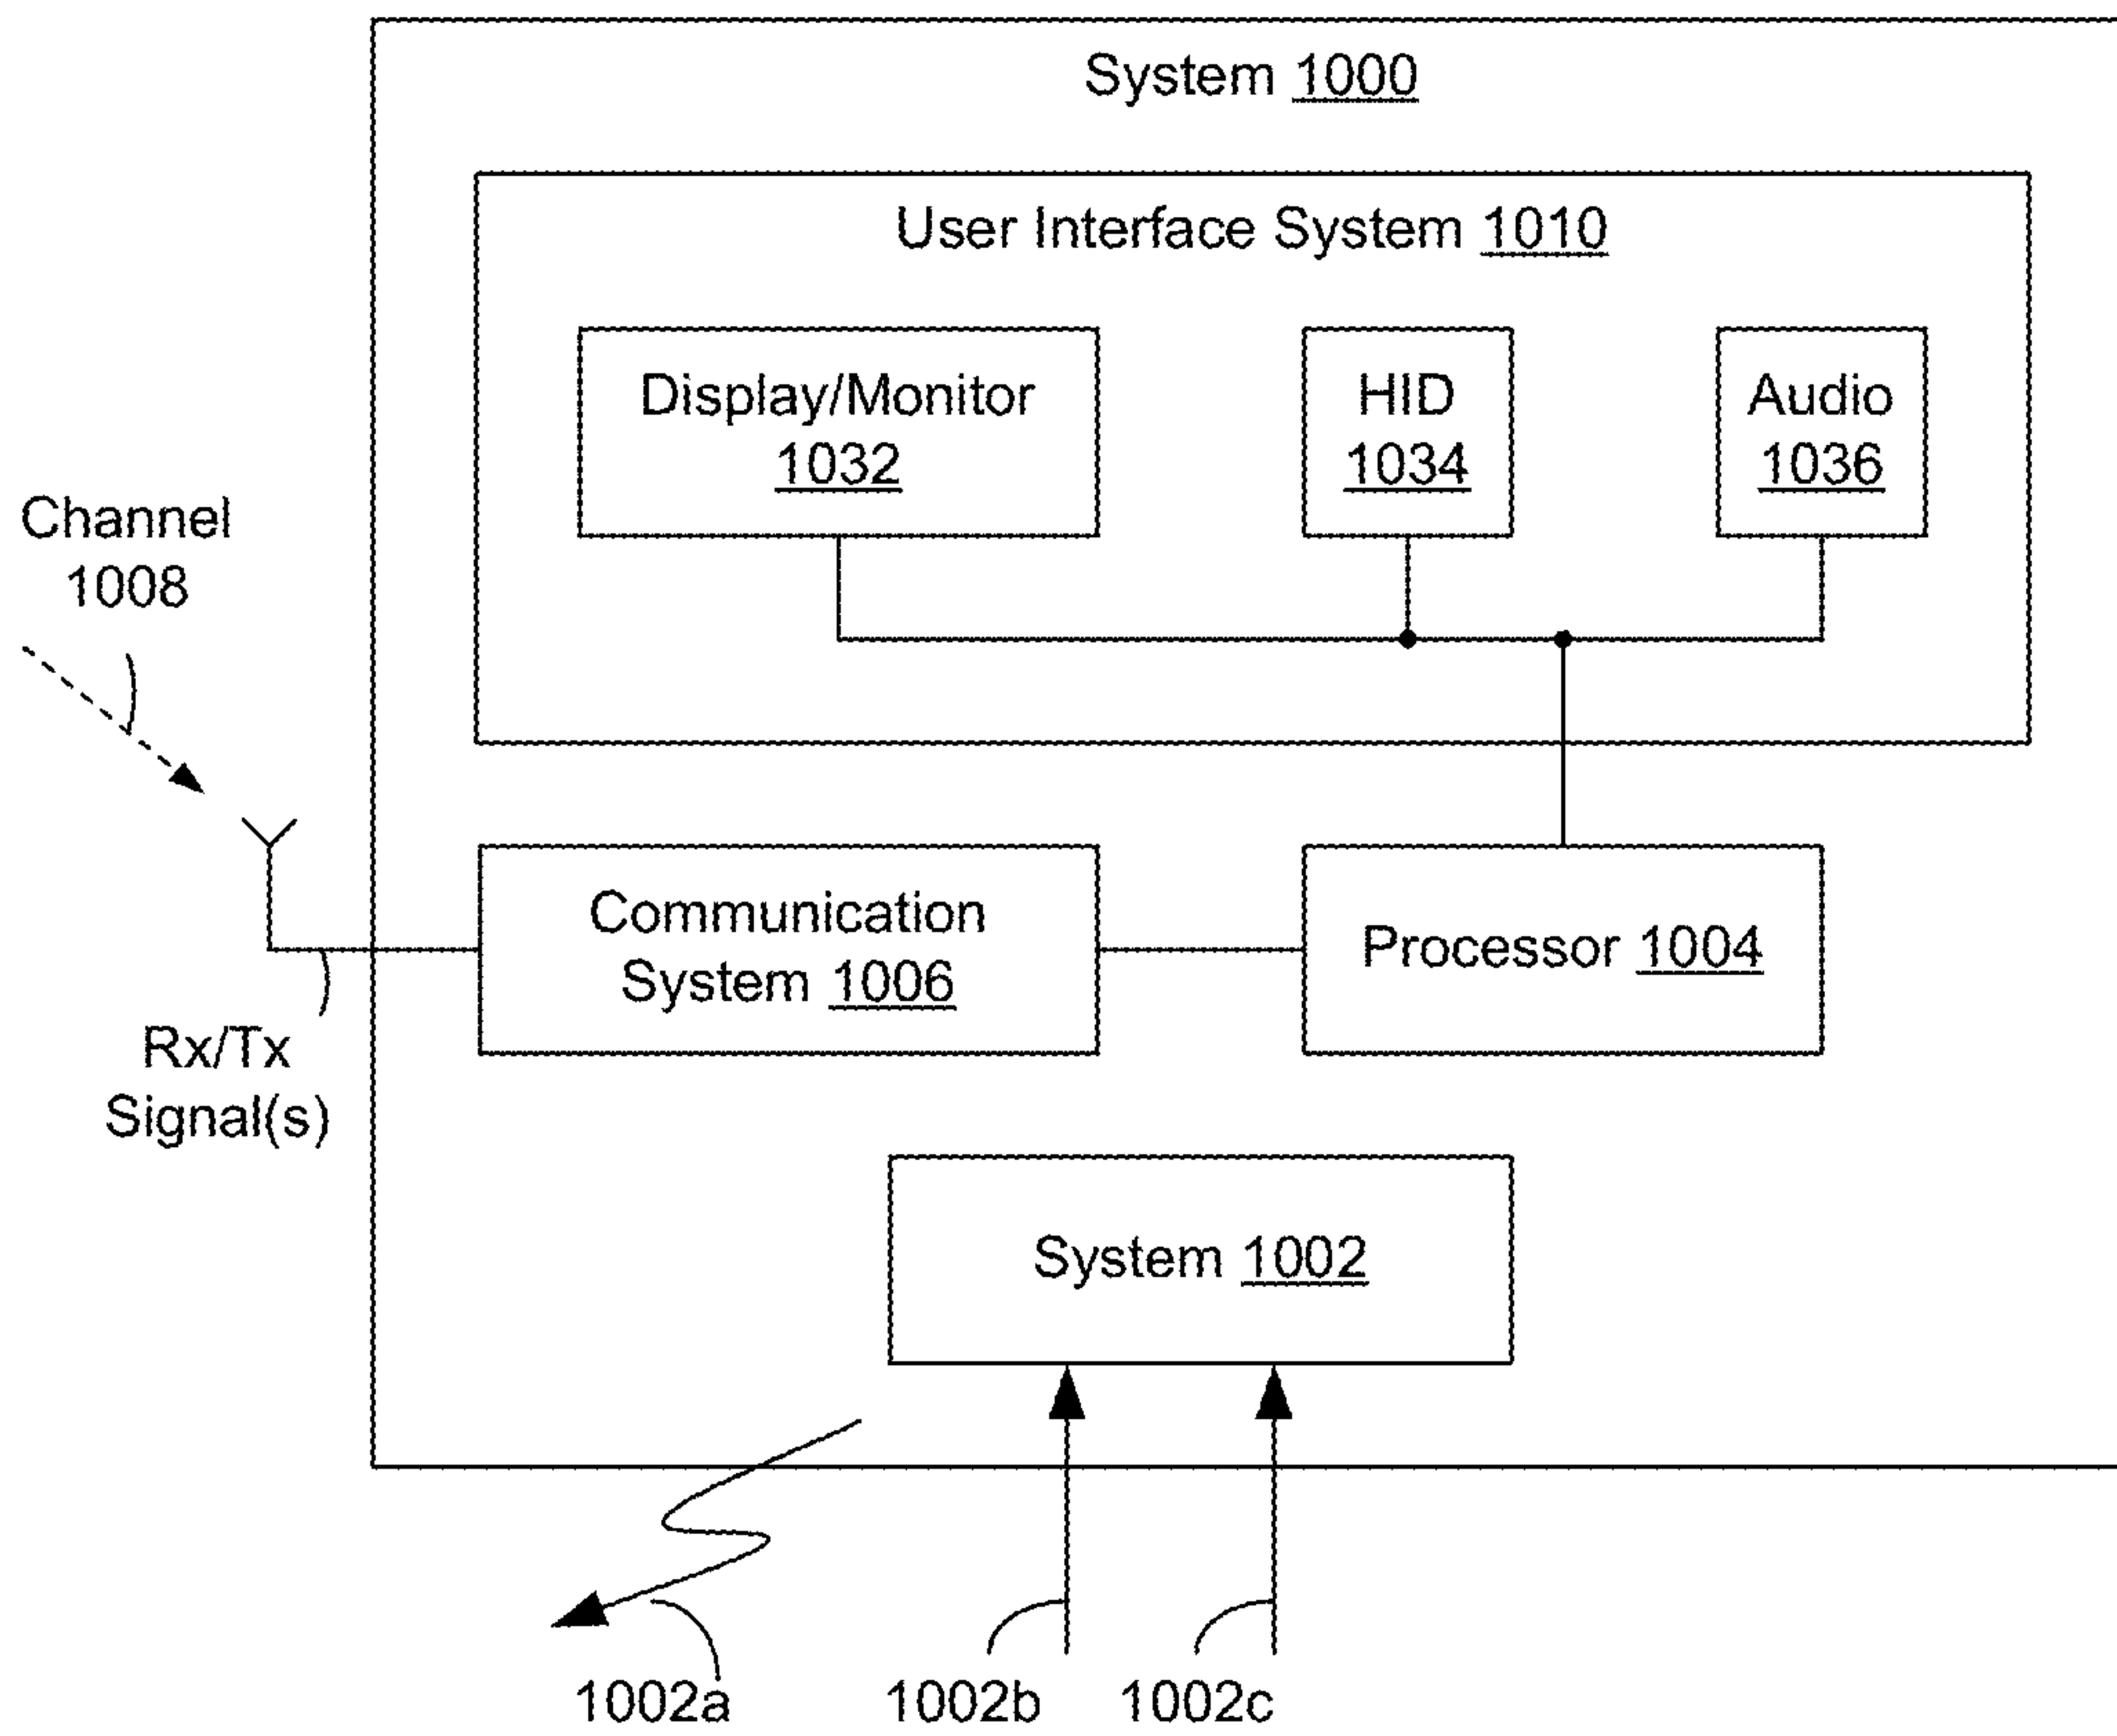 System 1000
User Interface System 1010
Display/Monitor
1032
HID
1034
Audio
1036
Channel
1008
Communication
System 1006
Processor 1004
Rx/Tx
Signal(s)
System 1002
1002a
1002b
1002c